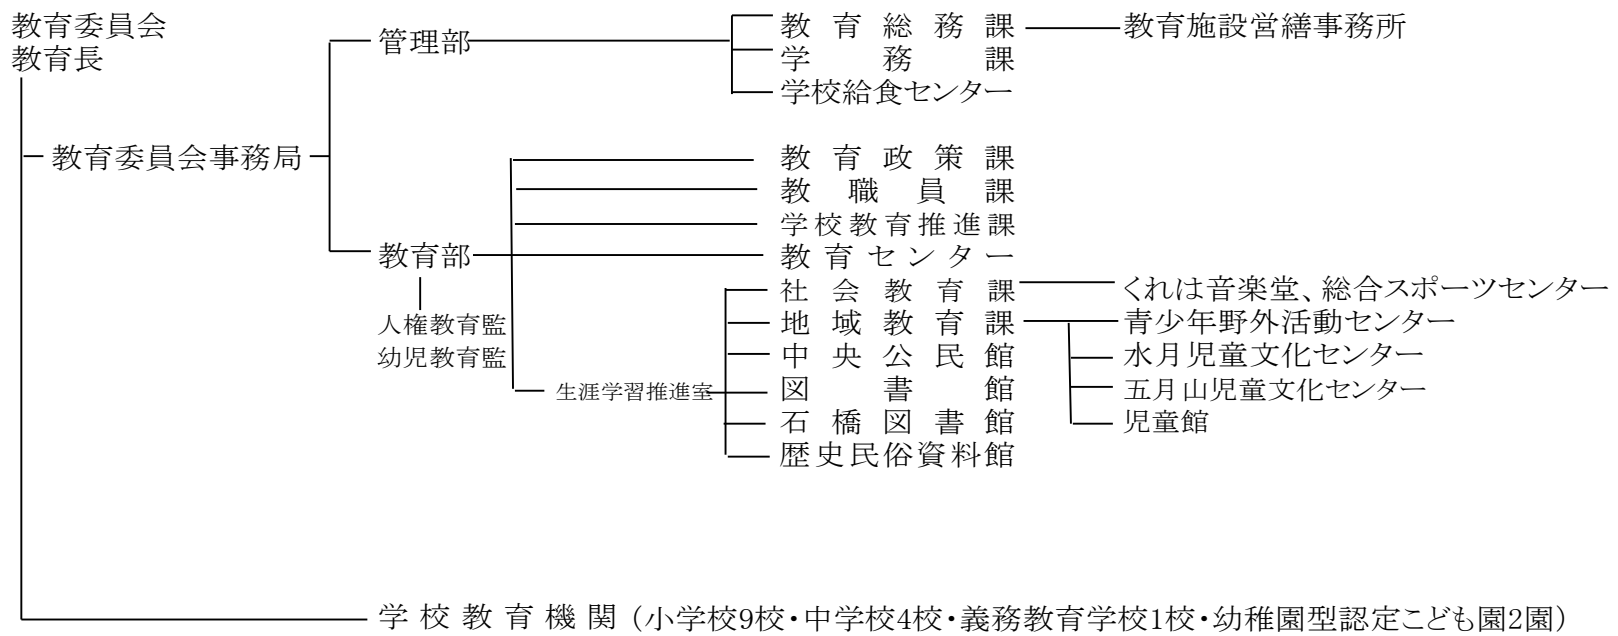 教育委員会
教育長
管理部
教育総務課
教育施設営繕事務所
学務課
学校給食センター
教育委員会事務局
教育政策課
教職員課
学校教育推進課
教育部
教育センター
人権教育監
幼児教育監
生涯学習推進室
社会教育課
くれは音楽堂、総合スポーツセンター
地域教育課
青少年野外活動センター
中央公民館
水月児童文化センター
図書館
五月山児童文化センター
石橋図書館
児童館
歴史民俗資料館
学校教育機関（小学校9校・中学校4校・義務教育学校1校・幼稚園型認定こども園2園）